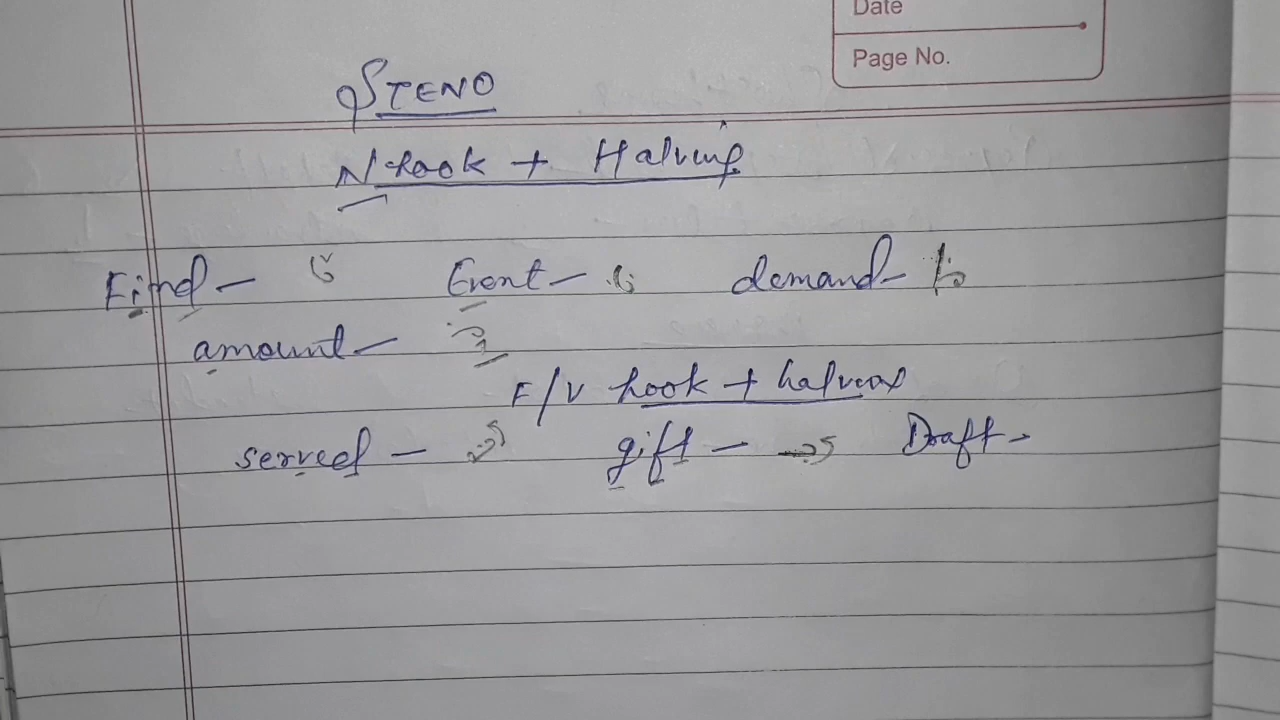 Date
Page No.
STENO
N hook + Halving
Find - Event - demand -
amount -
F/V hook + halving
served - gift - Draft -